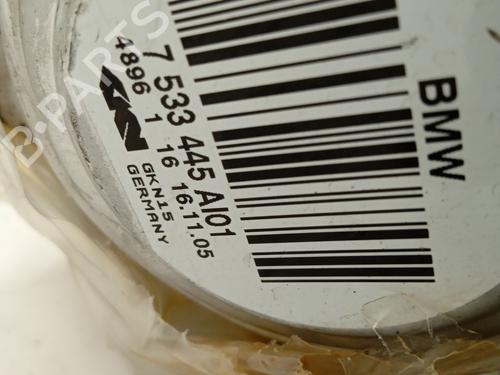 BMW
7 533 445 AI01
4896 1 16 16.11.05
GKN
GKN15
GERMANY
B-PARTS